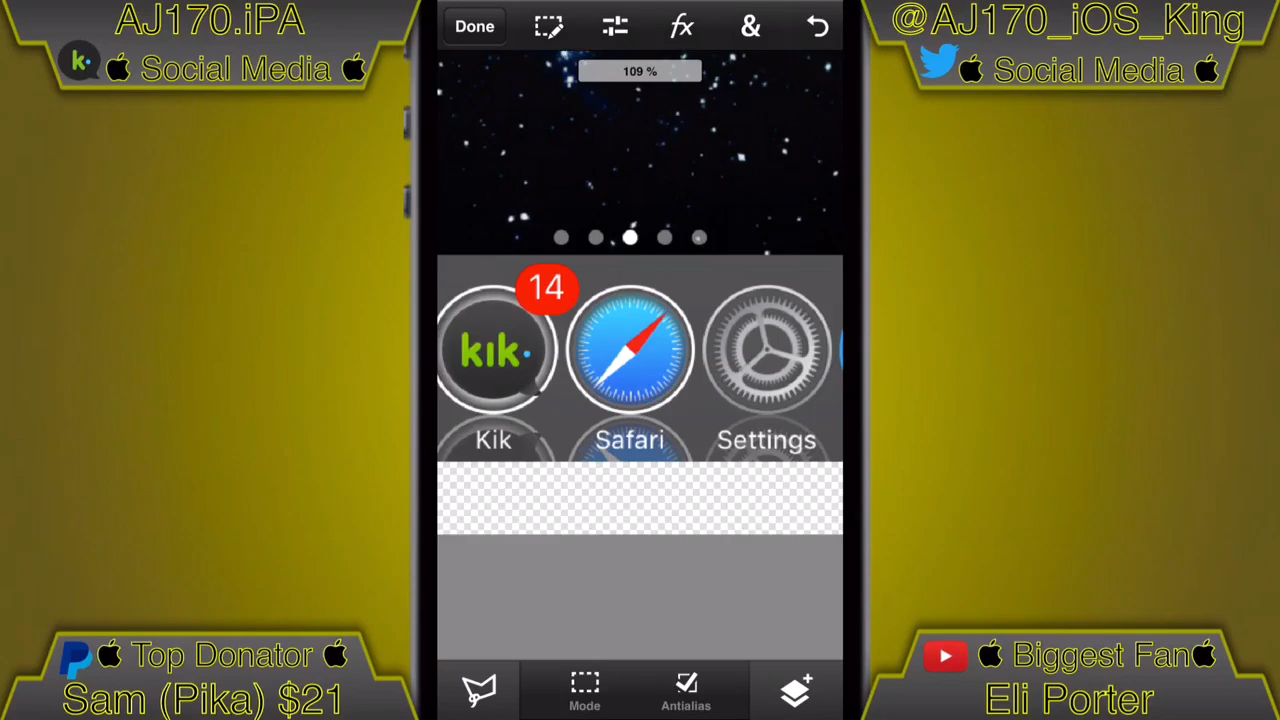 AJ170.iPA
k.
Social Media
Done
fx
&
@AJ170_iOS_King
Social Media
109 %
14
kik.
Kik
Safari
Settings
Top Donator
Sam (Pika) $21
Mode
Antialias
Biggest Fan
Eli Porter